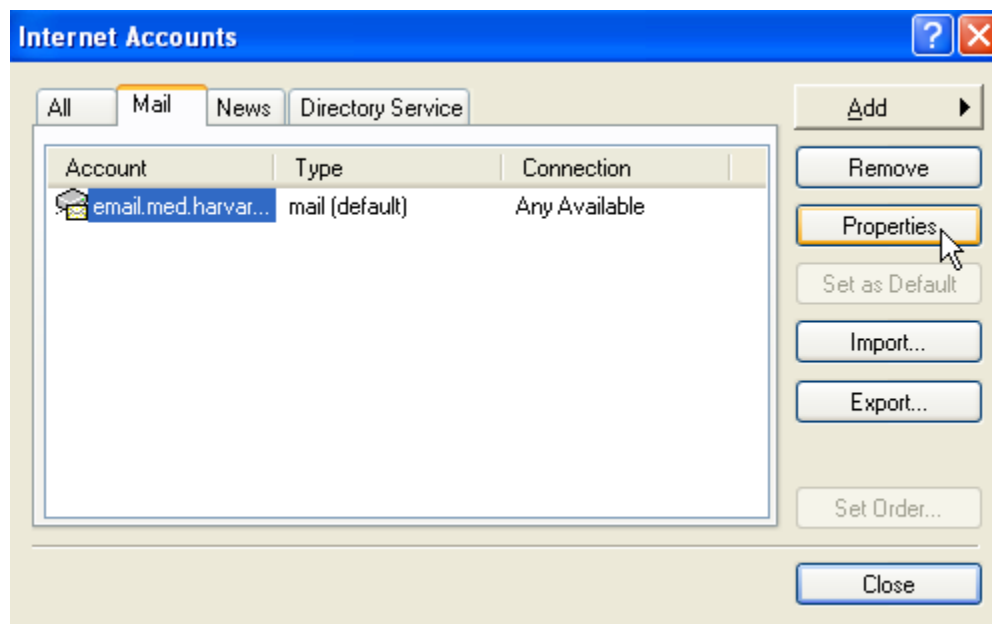 Internet Accounts
All Mail News Directory Service
Add
Account Type Connection
Remove
email.med.harvar... mail (default) Any Available
Properties
Set as Default
Import...
Export...
Set Order...
Close